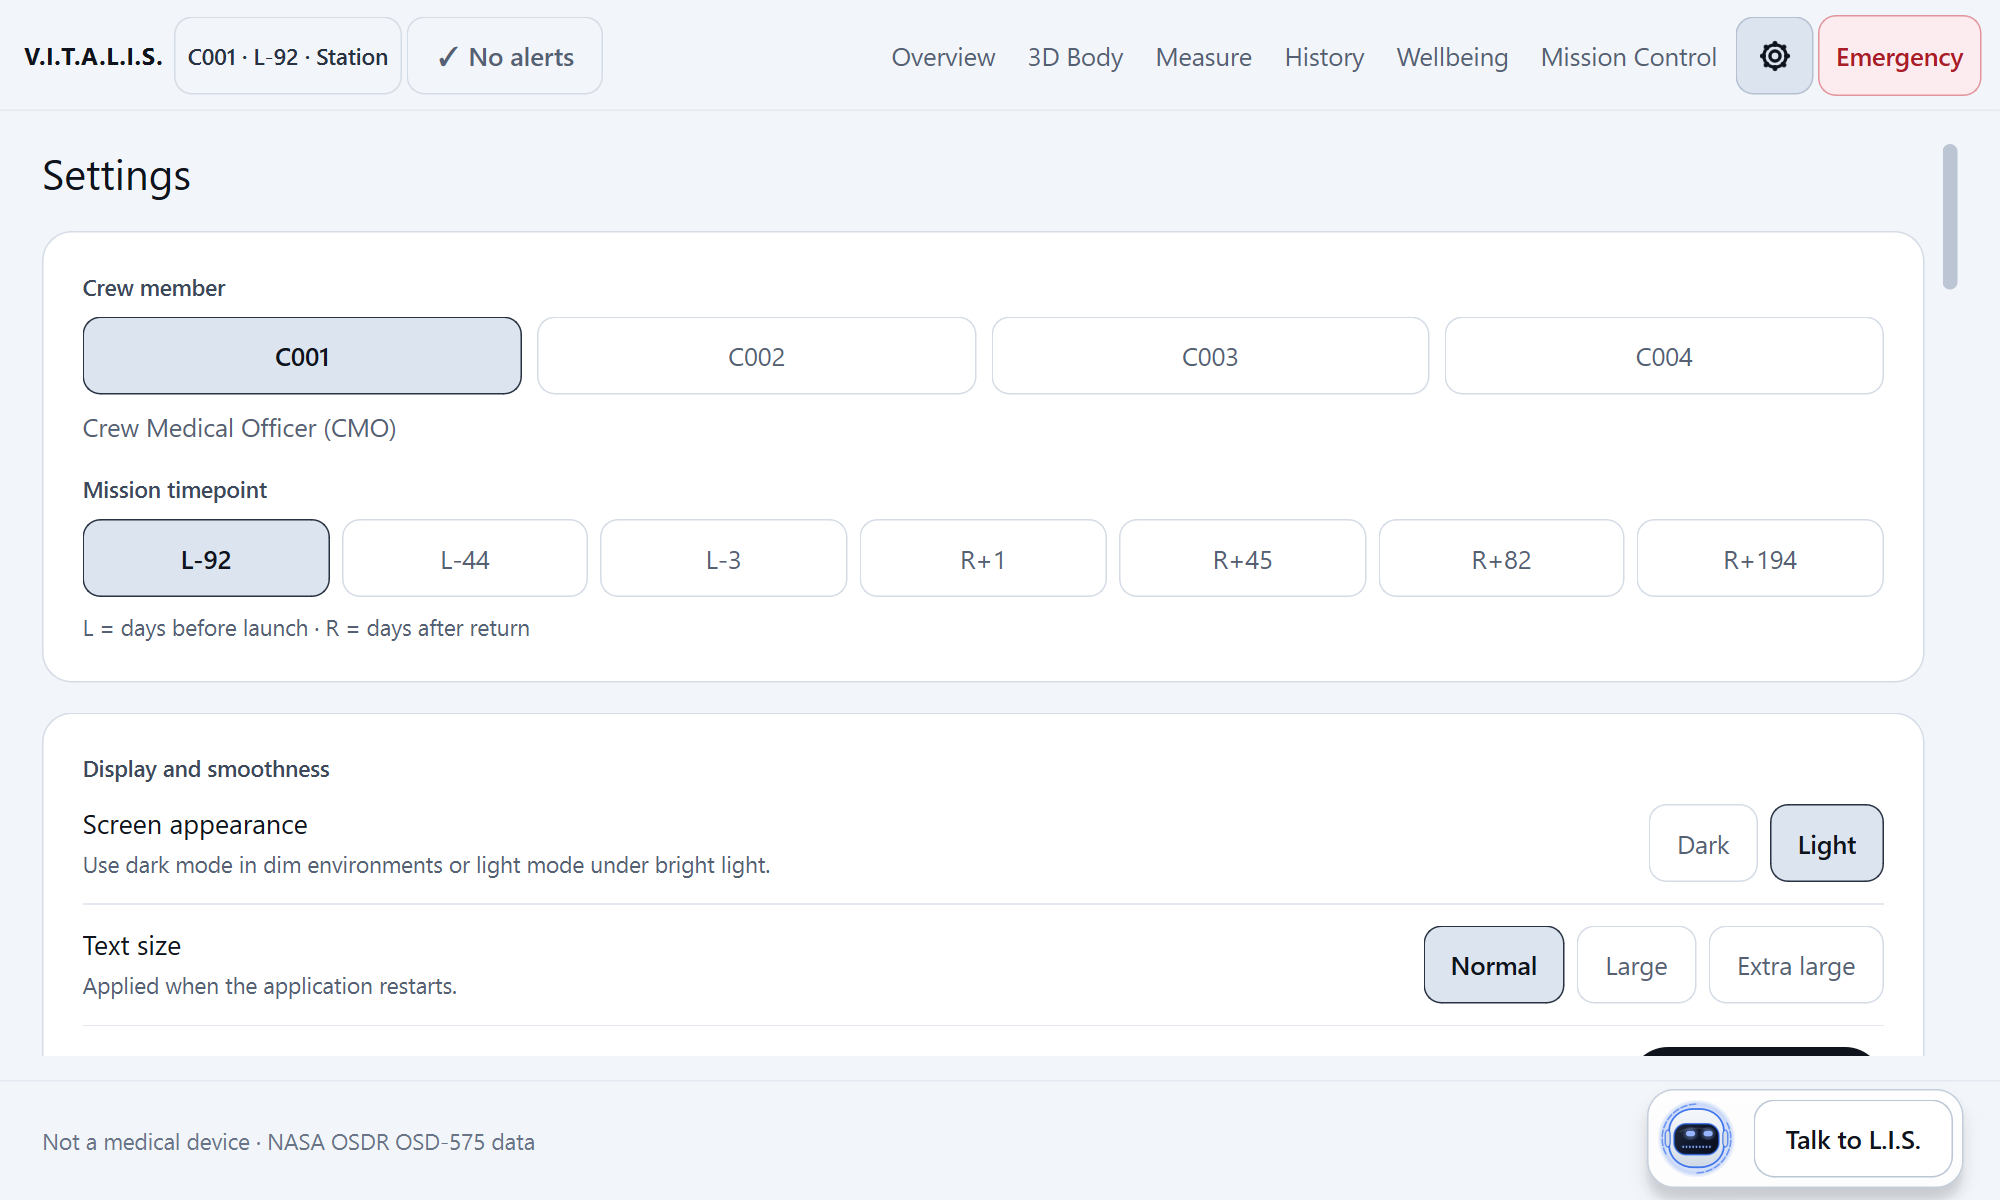 V.I.T.A.L.I.S.
C001 · L-92 · Station
✓ No alerts
Overview
3D Body
Measure
History
Wellbeing
Mission Control
Emergency
Settings
Crew member
C001
C002
C003
C004
Crew Medical Officer (CMO)
Mission timepoint
L-92
L-44
L-3
R+1
R+45
R+82
R+194
L = days before launch · R = days after return
Display and smoothness
Screen appearance
Use dark mode in dim environments or light mode under bright light.
Dark
Light
Text size
Applied when the application restarts.
Normal
Large
Extra large
Not a medical device · NASA OSDR OSD-575 data
Talk to L.I.S.